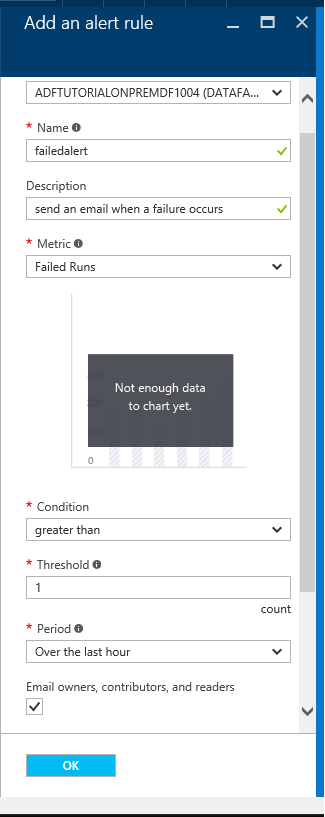 Add an alert rule
ADFTUTORIALONPREMDF1004 (DATAFA...
* Name
failedalert
Description
send an email when a failure occurs
* Metric
Failed Runs
Not enough data
to chart yet.
0
* Condition
greater than
* Threshold
1
count
* Period
Over the last hour
Email owners, contributors, and readers
OK